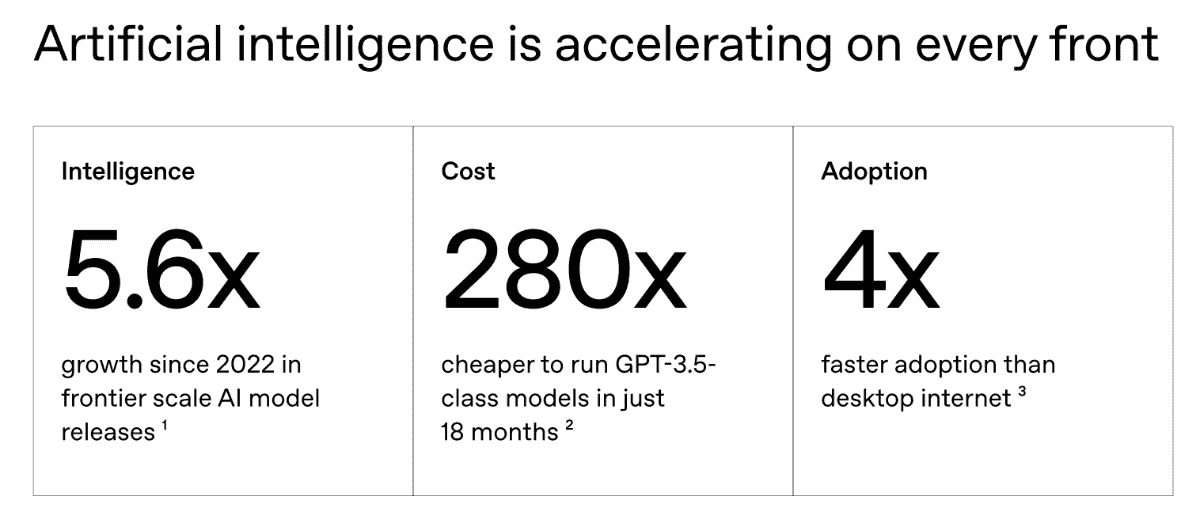 Artificial intelligence is accelerating on every front
Intelligence
5.6x
growth since 2022 in
frontier scale AI model
releases ¹
Cost
280x
cheaper to run GPT-3.5-
class models in just
18 months ²
Adoption
4x
faster adoption than
desktop internet ³